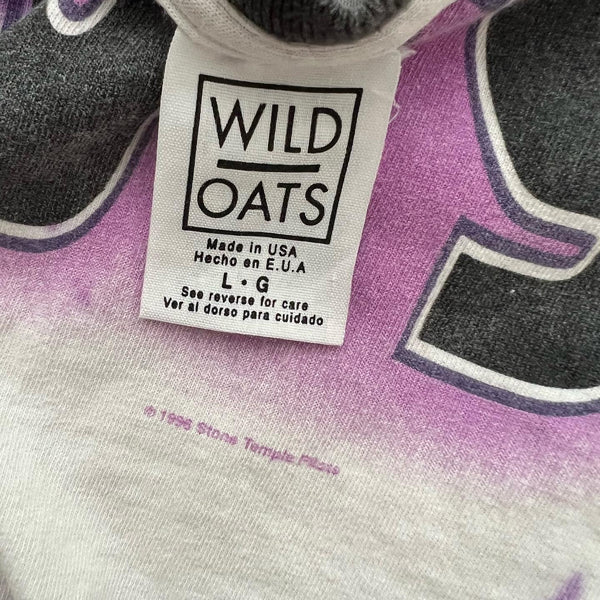 WILD
OATS
Made in USA
Hecho en E.U.A
L • G
See reverse for care
Ver al dorso para cuidado
© 1996 Stone Temple Pilots